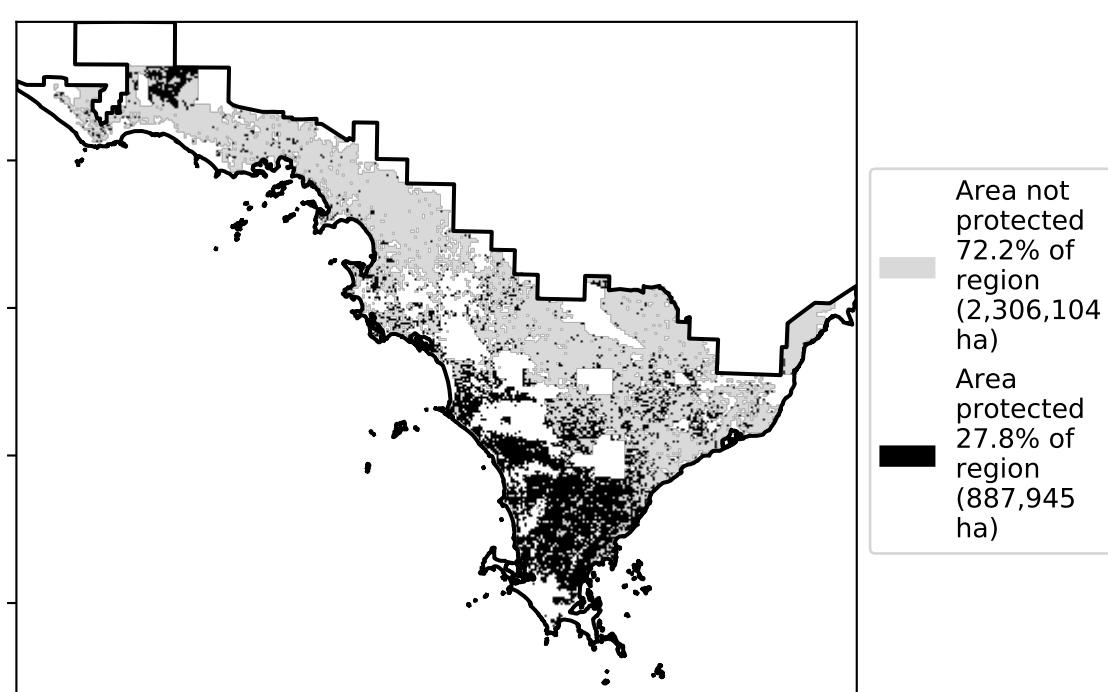 Area not
protected
72.2% of
region
(2,306,104
ha)
Area
protected
27.8% of
region
(887,945
ha)